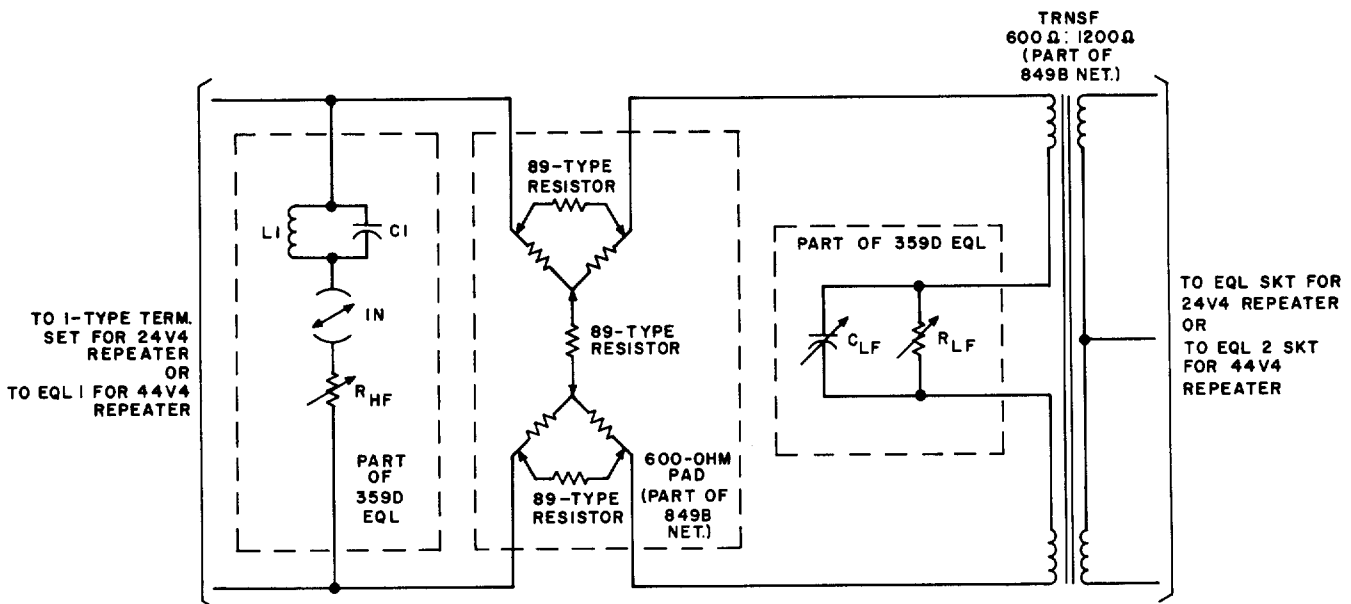 TRNSF
600Ω:1200Ω
(PART OF
849B NET.)
89-TYPE
RESISTOR
L1
C1
IN
R HF
PART
OF
359D
EQL
TO 1-TYPE TERM.
SET FOR 24V4
REPEATER
OR
TO EQL 1 FOR 44V4
REPEATER
89-TYPE
RESISTOR
89-TYPE
RESISTOR
600-OHM
PAD
(PART OF
849B
NET.)
PART OF 359D EQL
C LF
R LF
TO EQL SKT FOR
24V4 REPEATER
OR
TO EQL 2 SKT
FOR 44V4
REPEATER